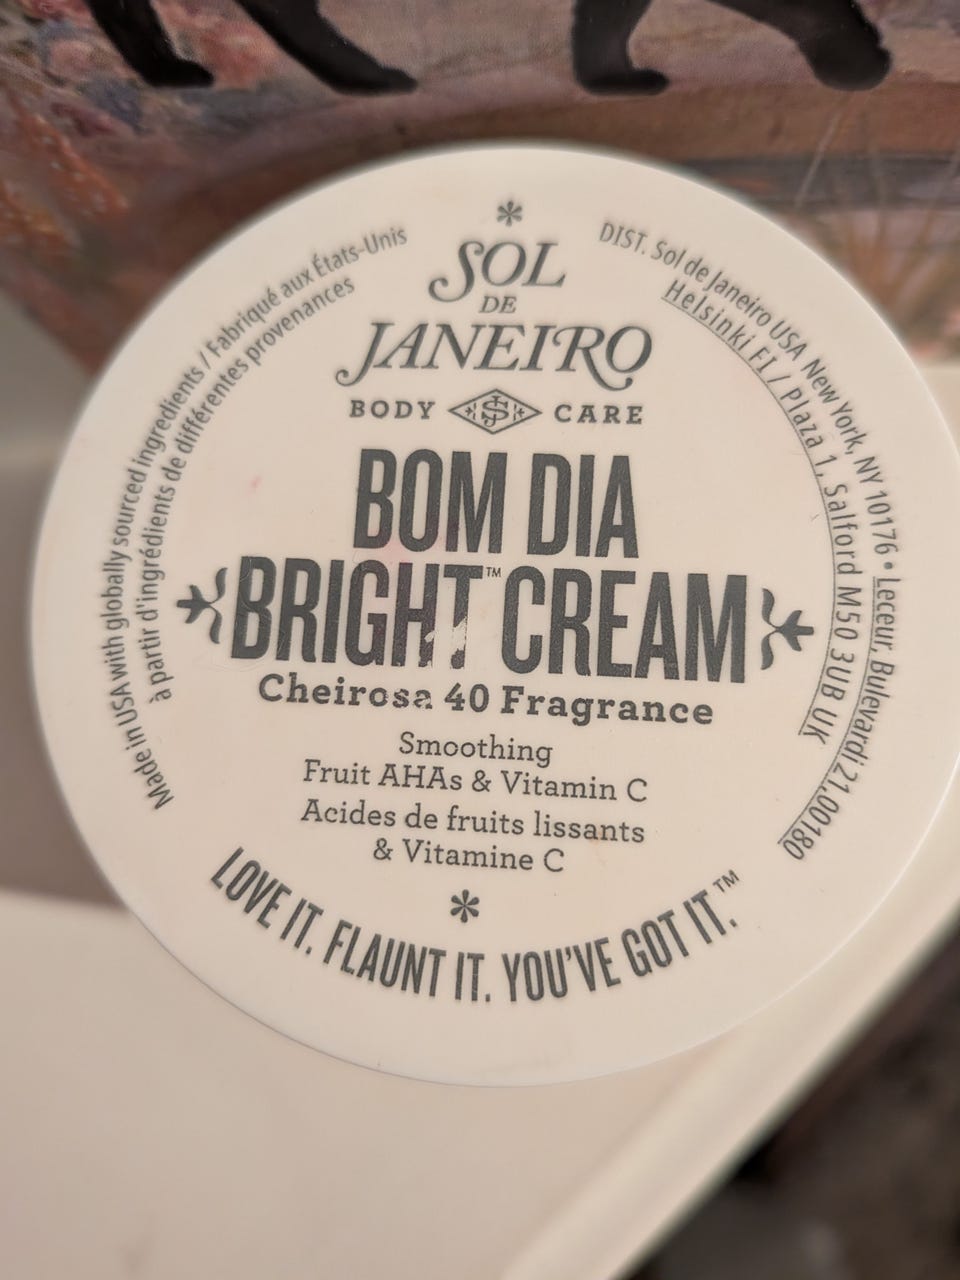 SOL
DE
JANEIRO
BODY CARE
BOM DIA
BRIGHT™ CREAM
Cheirosa 40 Fragrance
Smoothing
Fruit AHAs & Vitamin C
Acides de fruits lissants
& Vitamine C
LOVE IT. FLAUNT IT. YOU'VE GOT IT.™
Made in USA with globally sourced ingredients / Fabriqué aux États-Unis
à partir d'ingrédients de différentes provenances
DIST. Sol de Janeiro USA New York, NY 10176 • Leceur, Bulevardi 21, 00180
Helsinki FI / Plaza 1, Salford M50 3UB UK